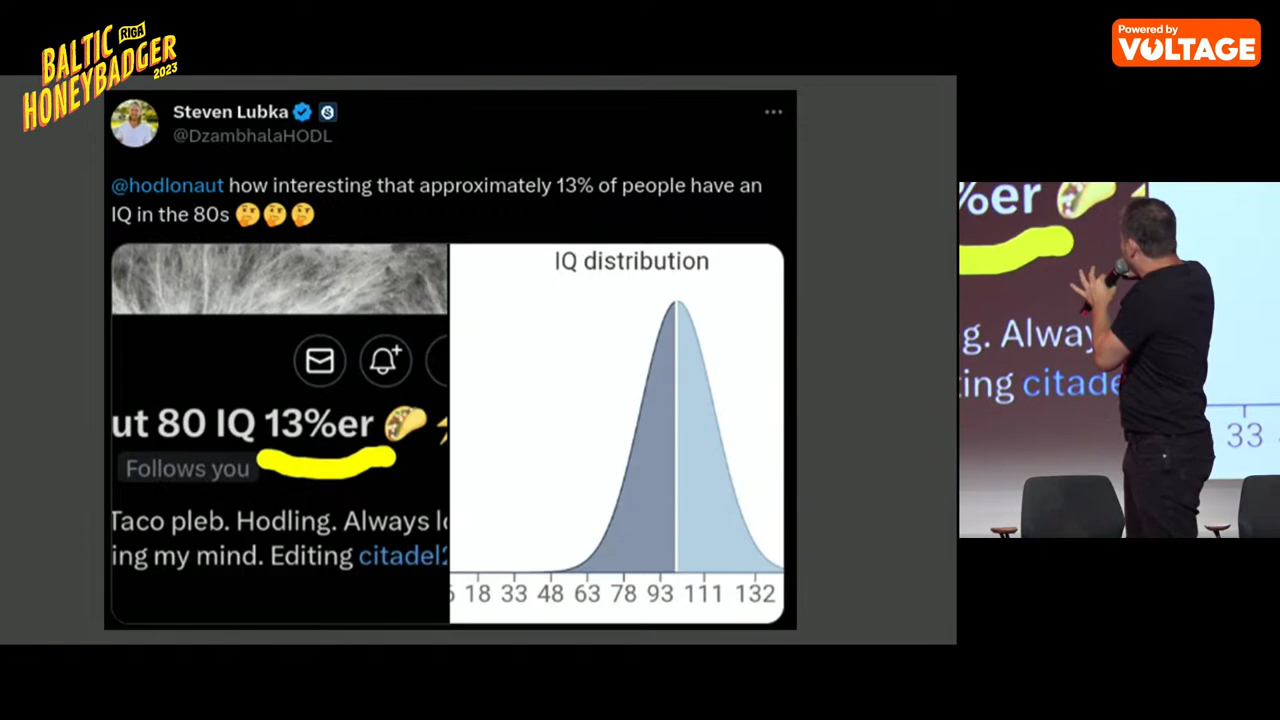 BALTIC
RIGA
HONEYBADGER
2023
Powered by
VOLTAGE
Steven Lubka
@DzambhalaHODL
@hodlonaut how interesting that approximately 13% of people have an
IQ in the 80s 🤔🤔🤔
ut 80 IQ 13%er 🌮
Follows you
Taco pleb. Hodling. Always l
ing my mind. Editing citadel2
IQ distribution
18 33 48 63 78 93 111 132
%er 🌮
g. Always
ting citade
33